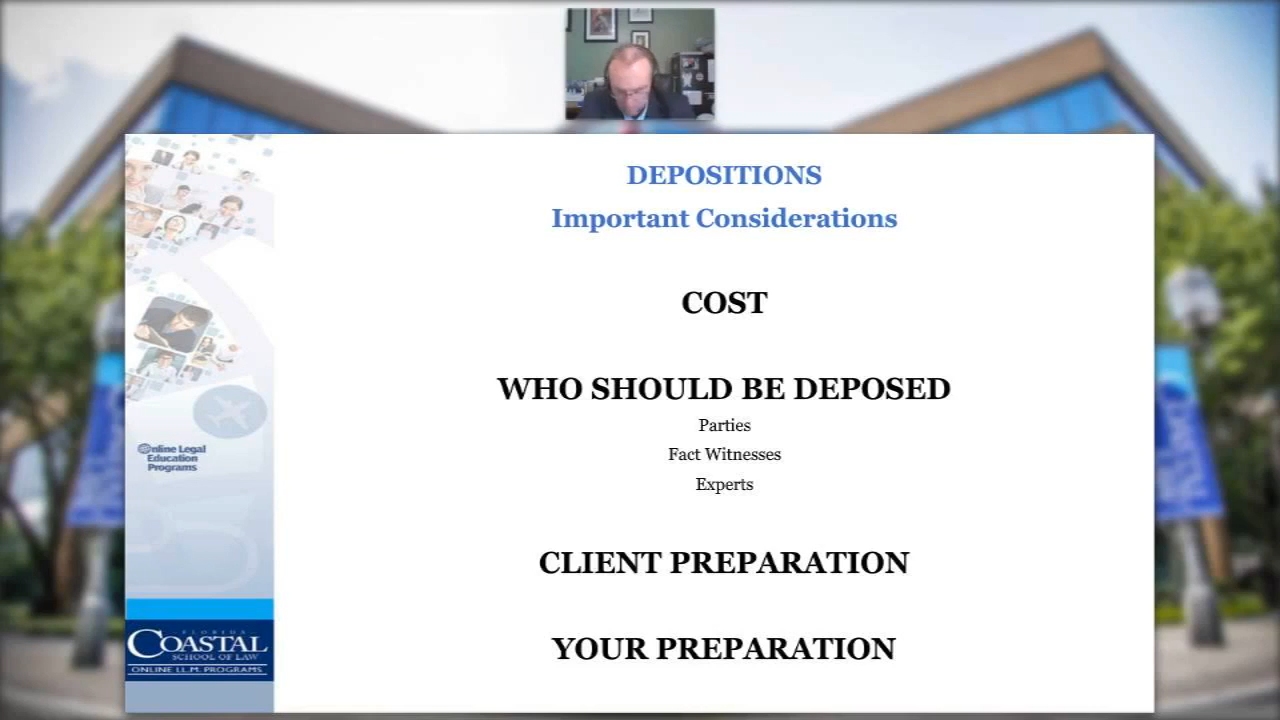 DEPOSITIONS
Important Considerations
COST
WHO SHOULD BE DEPOSED
Parties
Fact Witnesses
Experts
CLIENT PREPARATION
YOUR PREPARATION
Online Legal
Education
Programs
FLORIDA
COASTAL
SCHOOL OF LAW
ONLINE LL.M. PROGRAMS